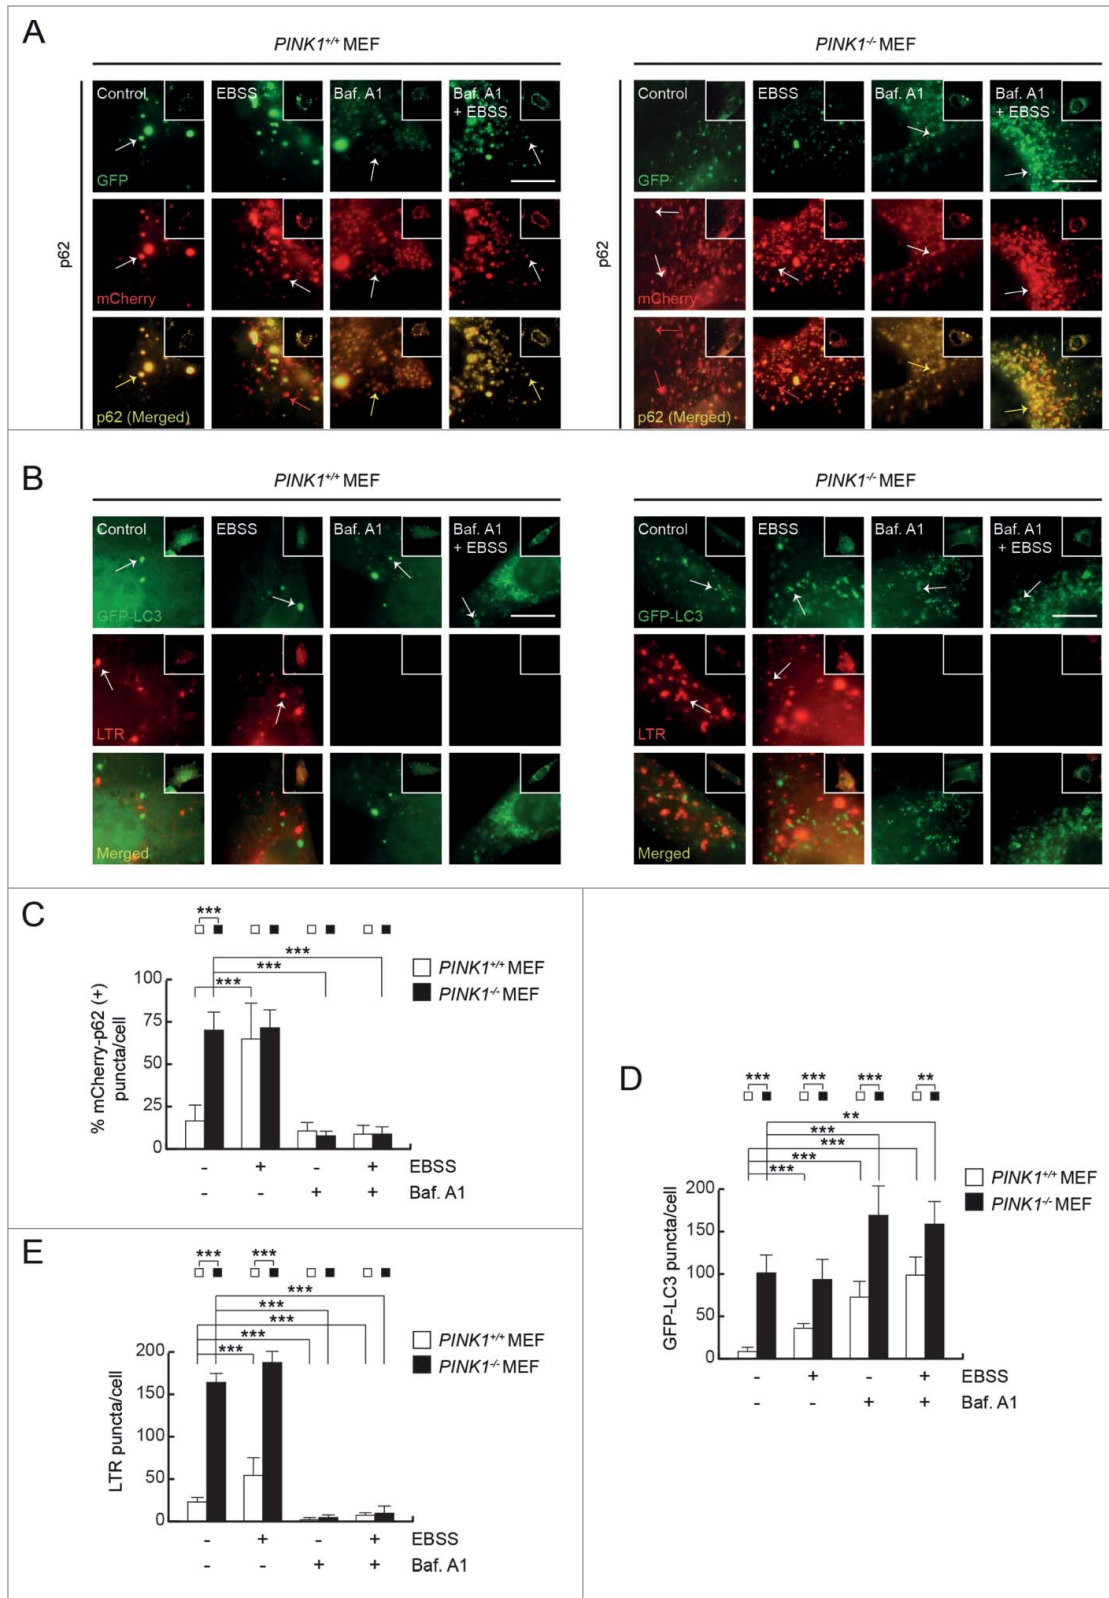 A
PINK1+/+ MEF
PINK1-/- MEF
Control EBSS Baf. A1 Baf. A1 + EBSS
Control EBSS Baf. A1 Baf. A1 + EBSS
GFP
GFP
p62
p62
mCherry
mCherry
p62 (Merged)
p62 (Merged)
B
PINK1+/+ MEF
PINK1-/- MEF
Control EBSS Baf. A1 Baf. A1 + EBSS
Control EBSS Baf. A1 Baf. A1 + EBSS
GFP-LC3
GFP-LC3
LTR
LTR
Merged
Merged
C
***
***
***
***
PINK1+/+ MEF
PINK1-/- MEF
% mCherry-p62 (+)
puncta/cell
100
75
50
25
0
- + - + EBSS
- - + + Baf. A1
D
*** *** *** **
**
***
***
***
***
PINK1+/+ MEF
PINK1-/- MEF
GFP-LC3 puncta/cell
200
150
100
50
0
- + - + EBSS
- - + + Baf. A1
E
*** ***
***
***
***
***
***
PINK1+/+ MEF
PINK1-/- MEF
LTR puncta/cell
200
150
100
50
0
- + - + EBSS
- - + + Baf. A1